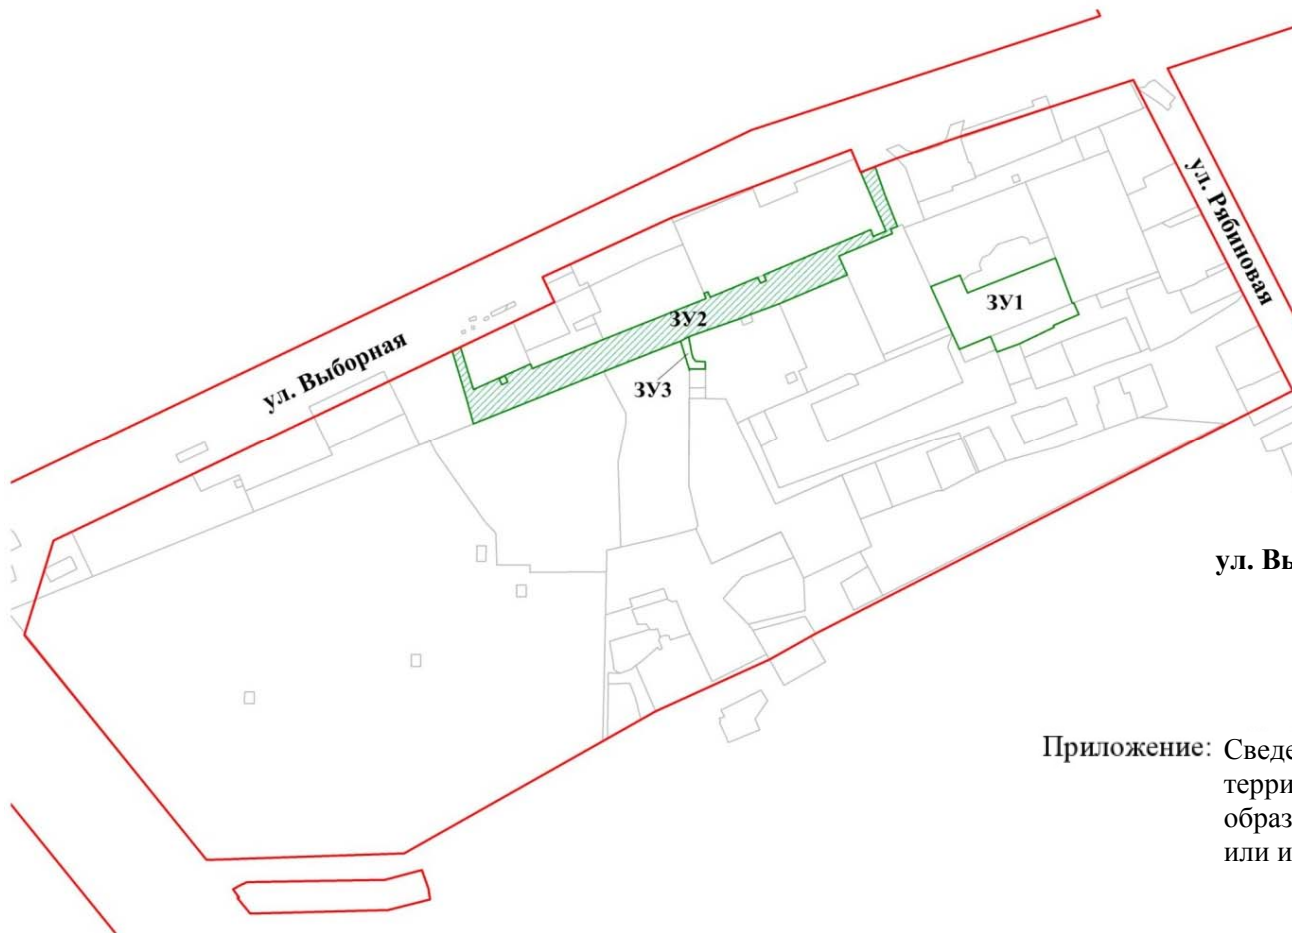 ул. Рябиновая
ЗУ1
ЗУ2
ул. Выборная
ЗУ3
ул. Вы
Приложение: Сведе
терри
образ
или и